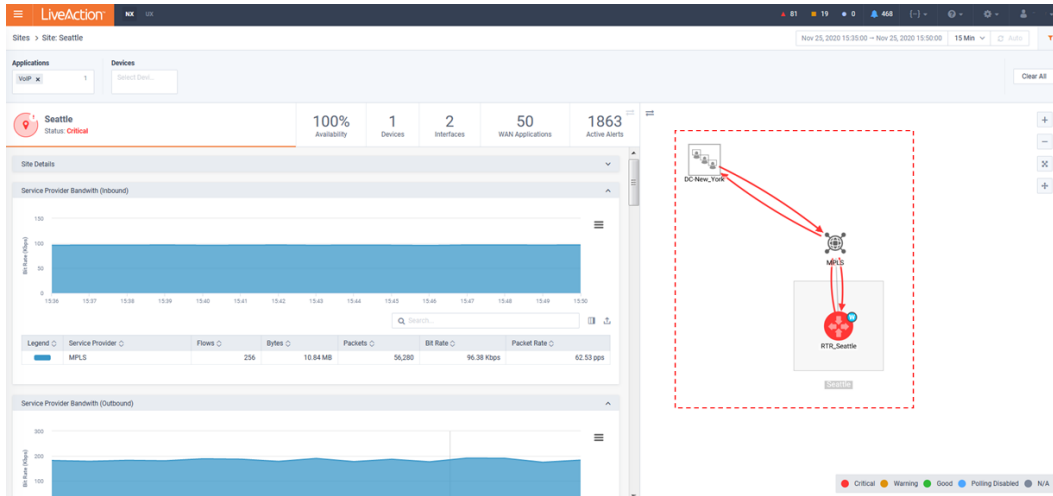 LiveAction NX UX 81 19 0 468 {--}
Sites > Site: Seattle Nov 25, 2020 15:35:00 – Nov 25, 2020 15:50:00 15 Min Auto
Applications Devices
VoIP x 1 Select Devi... Clear All
Seattle
Status: Critical
100% 1 2 50 1863
Availability Devices Interfaces WAN Applications Active Alerts
Site Details
Service Provider Bandwith (Inbound)
Bit Rate (Kbps)
150
100
50
0
15:36 15:37 15:38 15:39 15:40 15:41 15:42 15:43 15:44 15:45 15:46 15:47 15:48 15:49 15:50
Search...
Legend Service Provider Flows Bytes Packets Bit Rate Packet Rate
MPLS 256 10.84 MB 56,280 96.38 Kbps 62.53 pps
Service Provider Bandwith (Outbound)
Bit Rate (Kbps)
300
200
100
DC-New_York
MPLS
W
RTR_Seattle
Seattle
Critical Warning Good Polling Disabled N/A